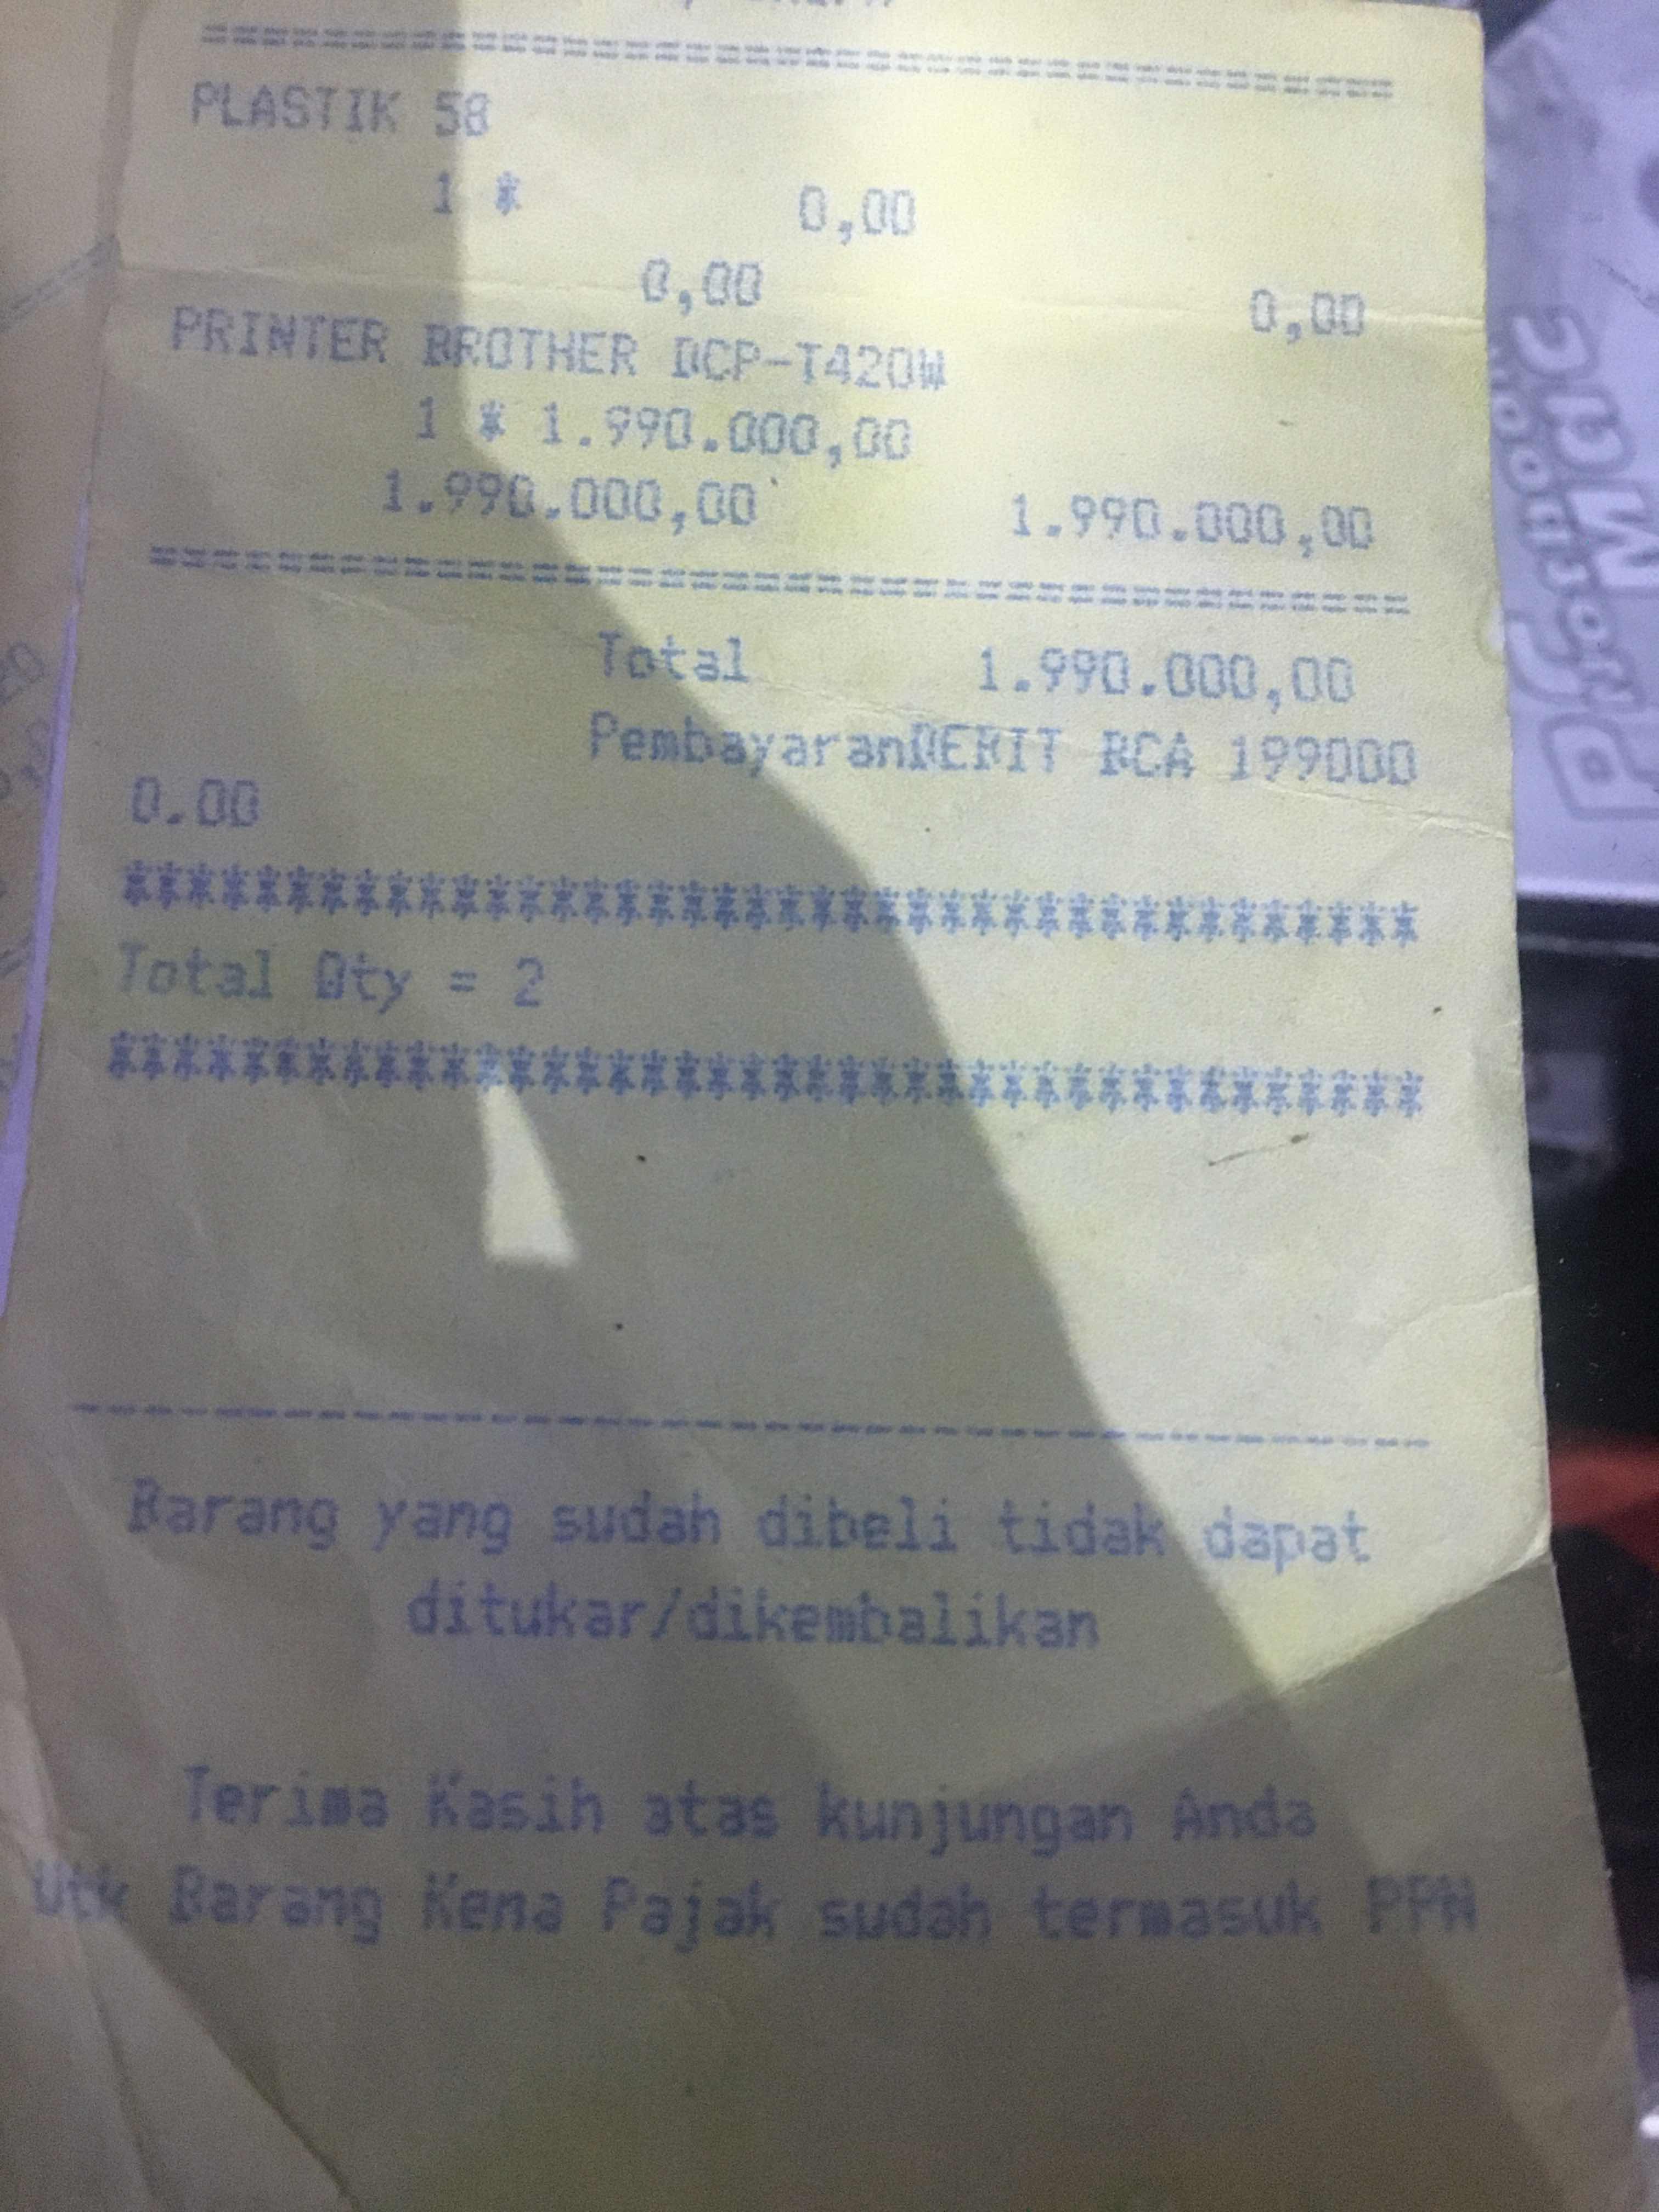 PLASTIK 58
1 * 0,00
0,00 0,00
PRINTER BROTHER DCP-T420W
1 * 1.990.000,00
1.990.000,00 1.990.000,00
Total 1.990.000,00
PembayaranDEBIT BCA 199000
0.00
****************************************
Total Qty = 2
****************************************
Barang yang sudah dibeli tidak dapat
ditukar/dikembalikan
Terima Kasih atas kunjungan Anda
Utk Barang Kena Pajak sudah termasuk PPN